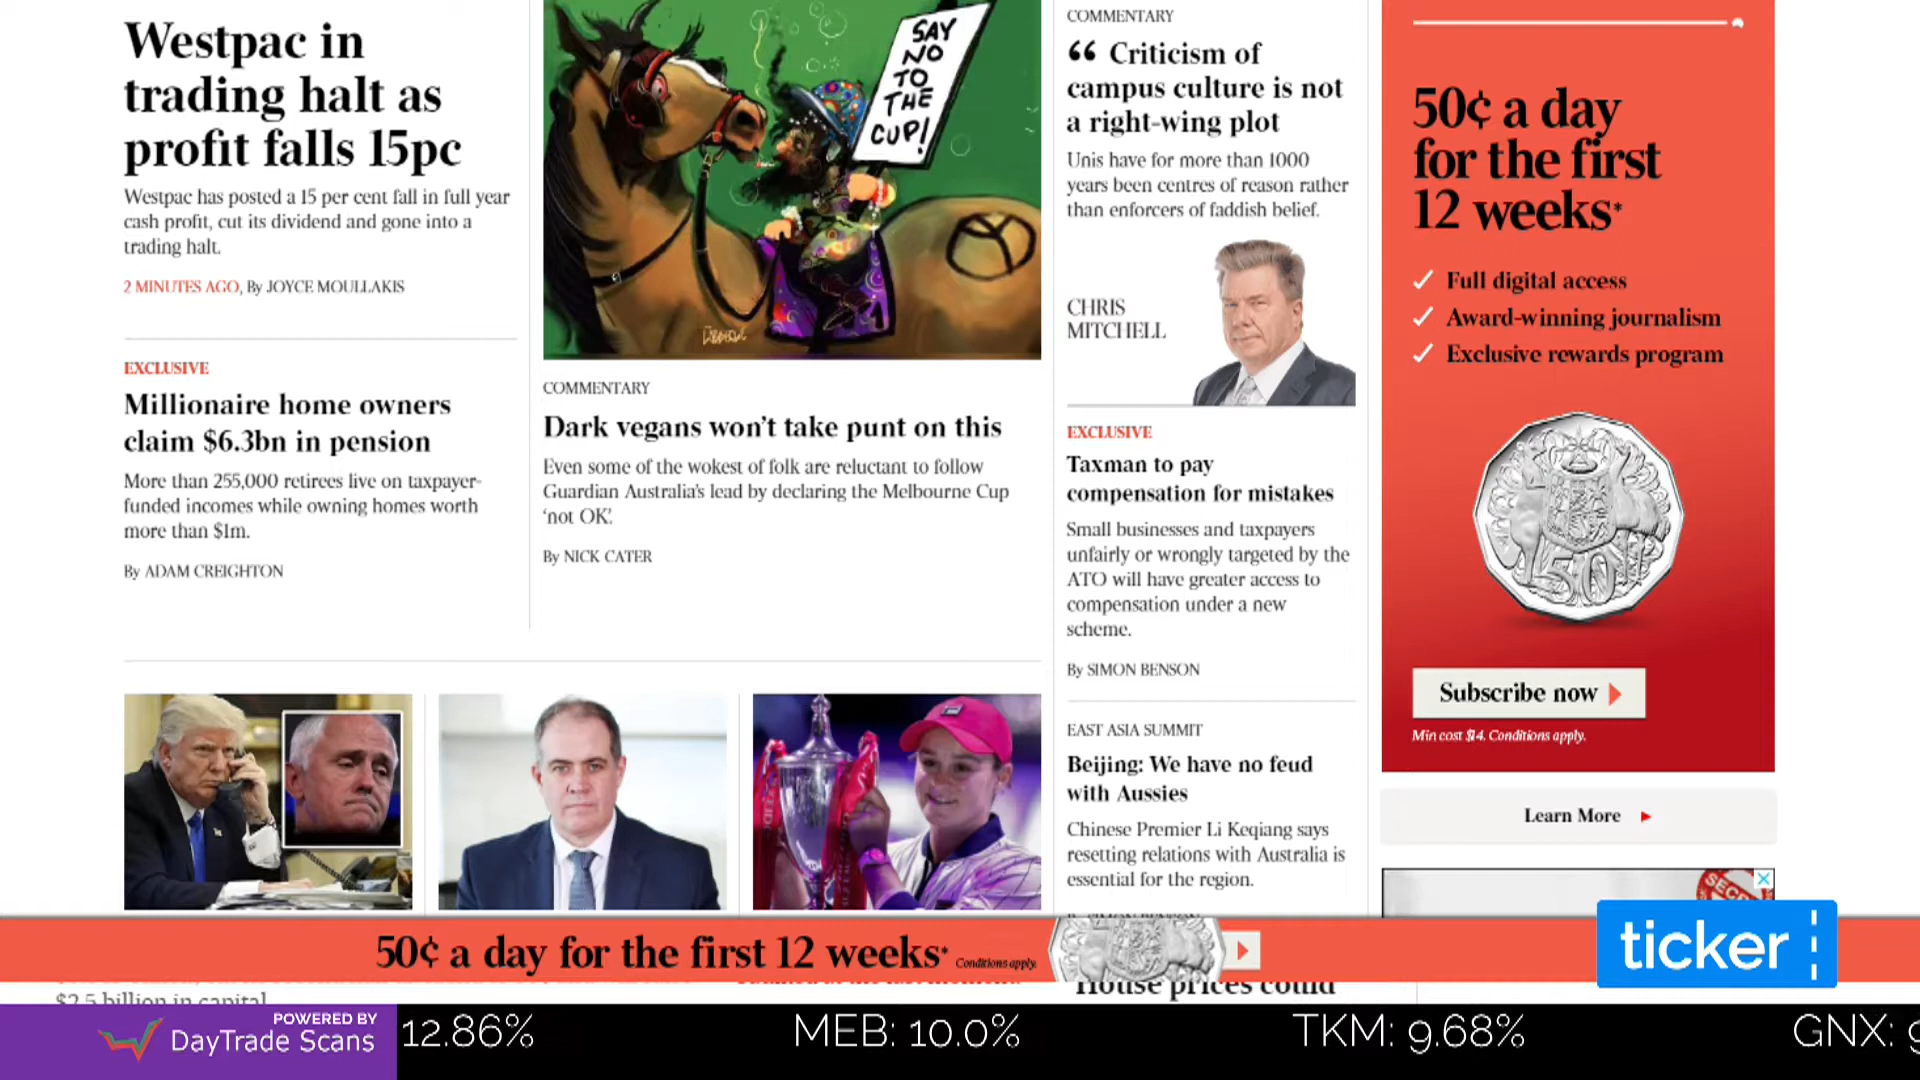 Westpac in
trading halt as
profit falls 15pc
Westpac has posted a 15 per cent fall in full year
cash profit, cut its dividend and gone into a
trading halt.
2 MINUTES AGO, By JOYCE MOULLAKIS
EXCLUSIVE
Millionaire home owners
claim $6.3bn in pension
More than 255,000 retirees live on taxpayer-
funded incomes while owning homes worth
more than $1m.
By ADAM CREIGHTON
SAY
NO
TO
THE
CUP!
COMMENTARY
Dark vegans won't take punt on this
Even some of the wokest of folk are reluctant to follow
Guardian Australia's lead by declaring the Melbourne Cup
'not OK'.
By NICK CATER
COMMENTARY
“ Criticism of
campus culture is not
a right-wing plot
Unis have for more than 1000
years been centres of reason rather
than enforcers of faddish belief.
CHRIS
MITCHELL
EXCLUSIVE
Taxman to pay
compensation for mistakes
Small businesses and taxpayers
unfairly or wrongly targeted by the
ATO will have greater access to
compensation under a new
scheme.
By SIMON BENSON
EAST ASIA SUMMIT
Beijing: We have no feud
with Aussies
Chinese Premier Li Keqiang says
resetting relations with Australia is
essential for the region.
50¢ a day
for the first
12 weeks*
Full digital access
Award-winning journalism
Exclusive rewards program
50
Subscribe now
Min cost $14. Conditions apply.
Learn More
SECR
50¢ a day for the first 12 weeks* Conditions apply.
ticker
$2.5 billion in capital
House prices could
POWERED BY
DayTrade Scans
12.86% MEB: 10.0% TKM: 9.68% GNX: 9